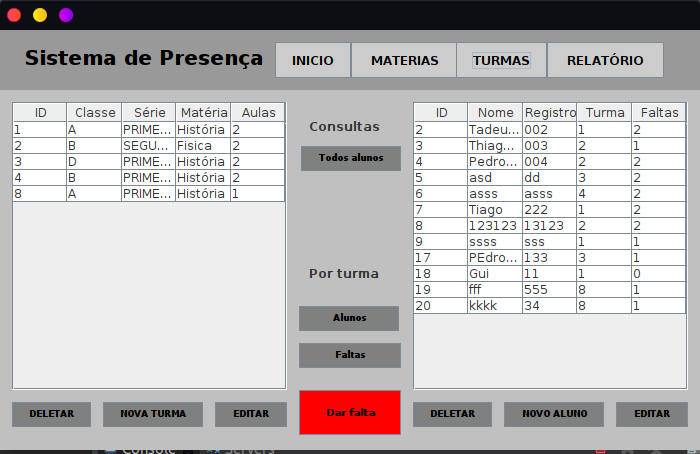 Sistema de Presença INICIO MATERIAS TURMAS RELATÓRIO
ID Classe Série Matéria Aulas
1 A PRIME... História 2
2 B SEGU... Fisica 2
3 D PRIME... História 2
4 B PRIME... História 2
8 A PRIME... História 1
DELETAR NOVA TURMA EDITAR
Consultas
Todos alunos
Por turma
Alunos
Faltas
Dar falta
ID Nome Registro Turma Faltas
2 Tadeu... 002 1 2
3 Thiag... 003 2 1
4 Pedro... 004 2 2
5 asd dd 3 2
6 asss asss 4 2
7 Tiago 222 1 2
8 123123 13123 2 2
9 ssss sss 1 1
17 PEdro... 133 3 1
18 Gui 11 1 0
19 fff 555 8 1
20 kkkk 34 8 1
DELETAR NOVO ALUNO EDITAR
Console Servers